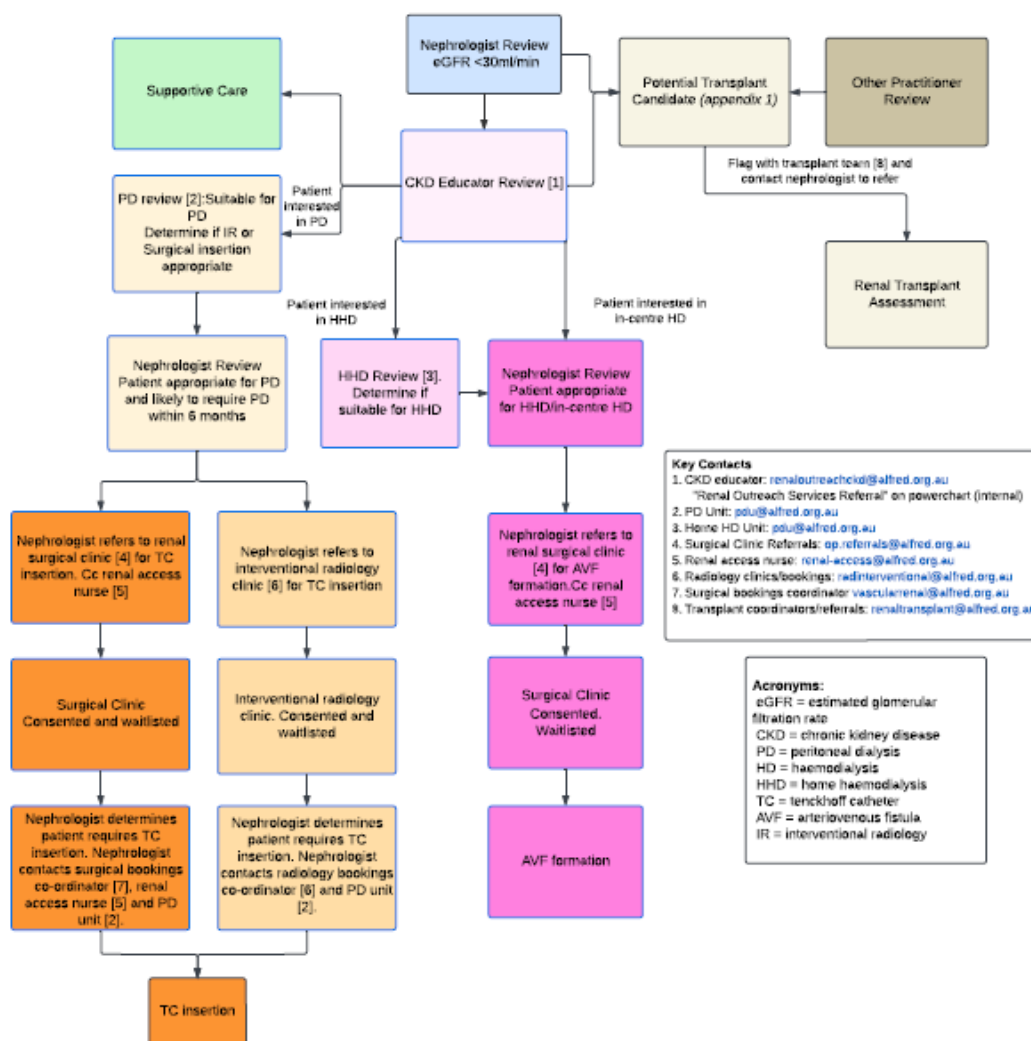 Nephrologist Review
eGFR <30ml/min
Supportive Care
Potential Transplant
Candidate (appendix 1)
Other Practitioner
Review
CKD Educator Review [1]
Flag with transplant team [8] and
contact nephrologist to refer
Patient
interested
in PD
PD review [2]:Suitable for
PD
Determine if IR or
Surgical insertion
appropriate
Renal Transplant
Assessment
Patient interested
in HHD
Patient interested in
in-centre HD
Nephrologist Review
Patient appropriate for PD
and likely to require PD
within 6 months
HHD Review [3].
Determine if
suitable for HHD
Nephrologist Review
Patient appropriate
for HHD/in-centre HD
Key Contacts
1. CKD educator: renaloutreachckd@alfred.org.au
"Renal Outreach Services Referral" on powerchart (internal)
2. PD Unit: pdu@alfred.org.au
3. Home HD Unit: pdu@alfred.org.au
4. Surgical Clinic Referrals: op.referrals@alfred.org.au
5. Renal access nurse: renal-access@alfred.org.au
6. Radiology clinics/bookings: radinterventional@alfred.org.au
7. Surgical bookings coordinator vascularrenal@alfred.org.au
8. Transplant coordinators/referrals: renaltransplant@alfred.org.au
Nephrologist refers to renal
surgical clinic [4] for TC
insertion. Cc renal access
nurse [5]
Nephrologist refers to
interventional radiology
clinic [6] for TC insertion
Nephrologist refers to
renal surgical clinic
[4] for AVF
formation.Cc renal
access nurse [5]
Surgical Clinic
Consented and waitlisted
Interventional radiology
clinic. Consented and
waitlisted
Surgical Clinic
Consented.
Waitlisted
Acronyms:
eGFR = estimated glomerular
filtration rate
CKD = chronic kidney disease
PD = peritoneal dialysis
HD = haemodialysis
HHD = home haemodialysis
TC = tenckhoff catheter
AVF = arteriovenous fistula
IR = interventional radiology
Nephrologist determines
patient requires TC
insertion. Nephrologist
contacts surgical bookings
co-ordinator [7], renal
access nurse [5] and PD
unit [2].
Nephrologist determines
patient requires TC
insertion. Nephrologist
contacts radiology bookings
co-ordinator [6] and PD unit
[2].
AVF formation
TC insertion